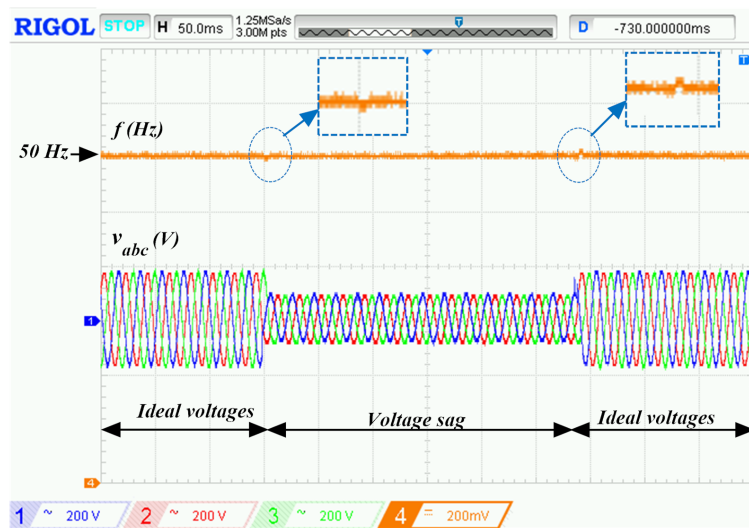 RIGOL STOP H 50.0ms 1.25MSa/s 3.00M pts T D -730.000000ms
T
f (Hz)
50 Hz
vabc (V)
1
Ideal voltages Voltage sag Ideal voltages
4
1 ~ 200 V 2 ~ 200 V 3 ~ 200 V 4 200mV